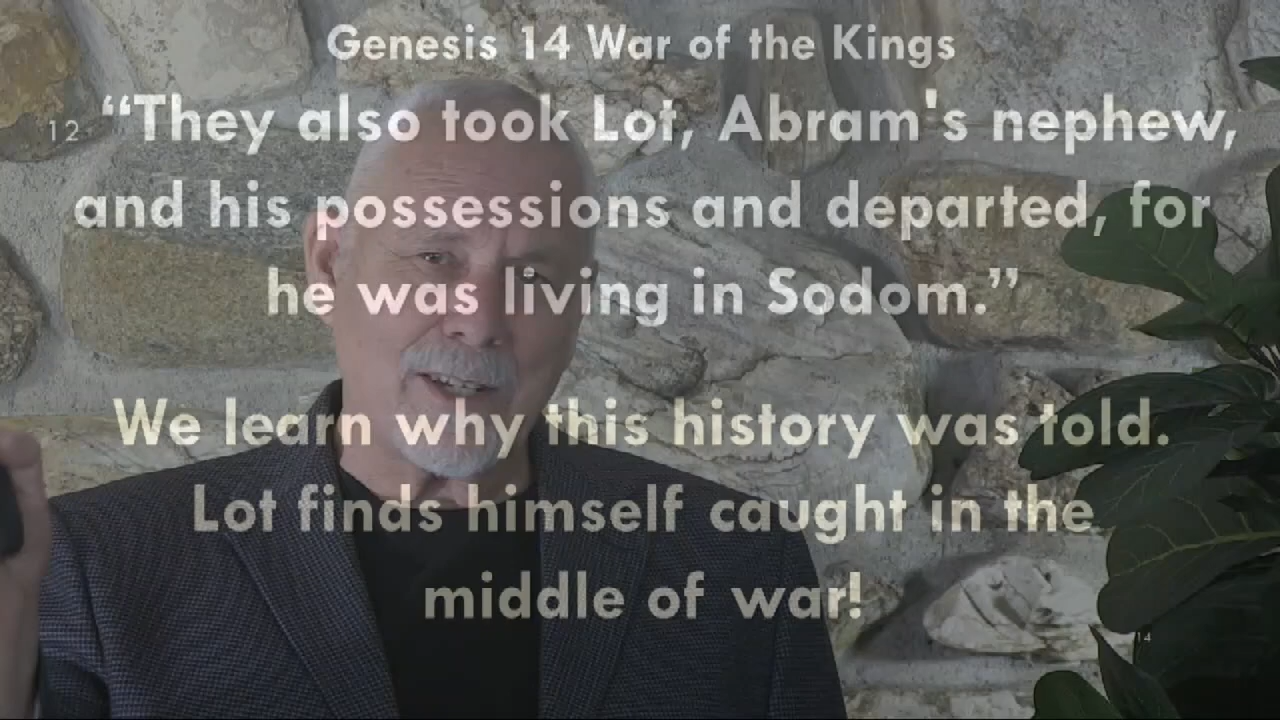 Genesis 14 War of the Kings
12 “They also took Lot, Abram's nephew,
and his possessions and departed, for
he was living in Sodom.”
We learn why this history was told.
Lot finds himself caught in the
middle of war!
14